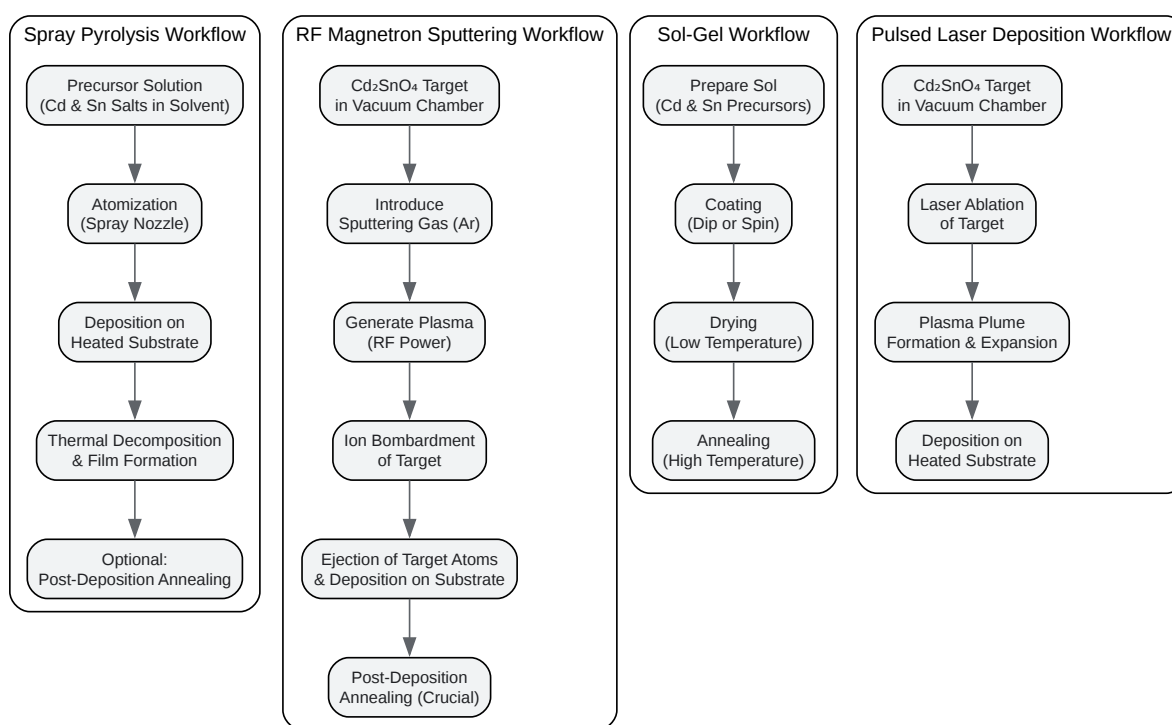 Spray Pyrolysis Workflow
Precursor Solution
(Cd & Sn Salts in Solvent)
Atomization
(Spray Nozzle)
Deposition on
Heated Substrate
Thermal Decomposition
& Film Formation
Optional:
Post-Deposition Annealing
RF Magnetron Sputtering Workflow
Cd₂SnO₄ Target
in Vacuum Chamber
Introduce
Sputtering Gas (Ar)
Generate Plasma
(RF Power)
Ion Bombardment
of Target
Ejection of Target Atoms
& Deposition on Substrate
Post-Deposition
Annealing (Crucial)
Sol-Gel Workflow
Prepare Sol
(Cd & Sn Precursors)
Coating
(Dip or Spin)
Drying
(Low Temperature)
Annealing
(High Temperature)
Pulsed Laser Deposition Workflow
Cd₂SnO₄ Target
in Vacuum Chamber
Laser Ablation
of Target
Plasma Plume
Formation & Expansion
Deposition on
Heated Substrate